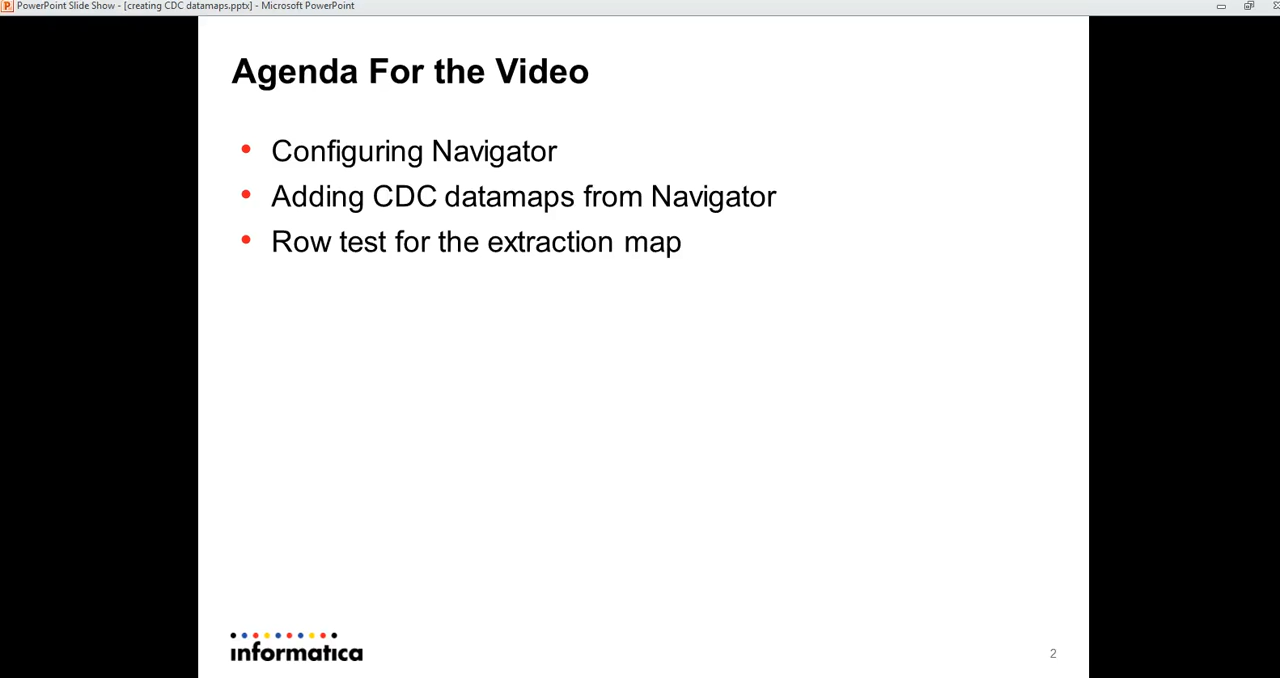 PowerPoint Slide Show - [creating CDC datamaps.pptx] - Microsoft PowerPoint
Agenda For the Video
• Configuring Navigator
• Adding CDC datamaps from Navigator
• Row test for the extraction map
informatica
2